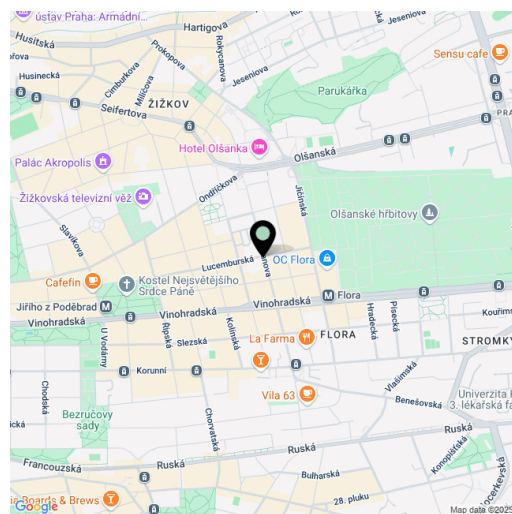 ústav Praha: Armádní...
Hartigova
Husitská
Rokycanova
Prokopova
Jeseniova
Sensu cafe
Husinecká
Cimburkova
Miličova
Jeseniova
Parukářka
ŽIŽKOV
Seifertova
Hotel Olšanka
Olšanská
Palác Akropolis
Ondříčkova
Jičínská
Žižkovská televizní věž
Olšanské hřbitovy
Slavíkova
Lucemburská
OC Flora
Cafefin
Kostel Nejsvětějšího
Srdce Páně
Jiřího z Poděbrad
Flora
Vinohradská
Vinohradská
Vinohradská
U Vodárny
Řipská
Kolínská
Slezská
La Farma
FLORA
Hradecká
Písecká
STROMKY
Korunní
Vlašimská
Chodská
Vila 63
Benešovská
Univerzita
3. lékařská fa
Bezručovy
sady
Chorvatská
Ruská
Ruská
Ruská
Konopišťská
Francouzská
Bulharská
Boards & Brews
28. pluku
Google
Map data ©2025